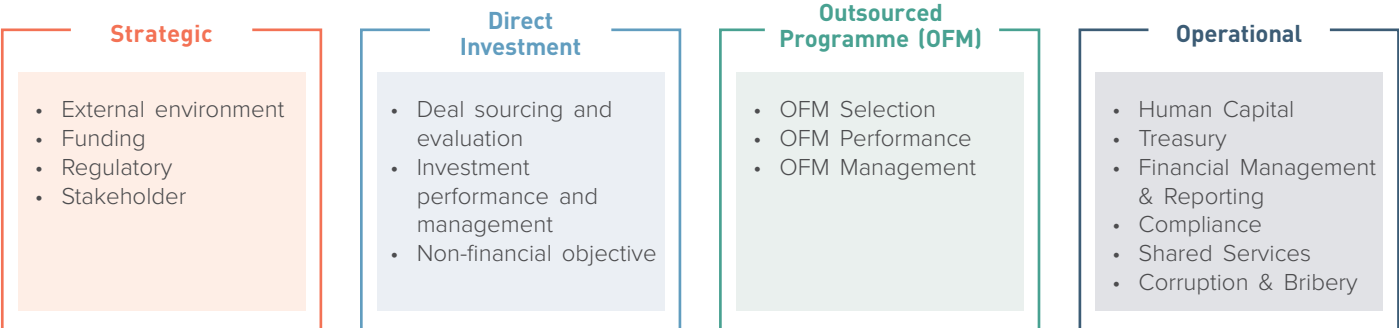 Strategic
• External environment
• Funding
• Regulatory
• Stakeholder
Direct
Investment
• Deal sourcing and
evaluation
• Investment
performance and
management
• Non-financial objective
Outsourced
Programme (OFM)
• OFM Selection
• OFM Performance
• OFM Management
Operational
• Human Capital
• Treasury
• Financial Management
& Reporting
• Compliance
• Shared Services
• Corruption & Bribery